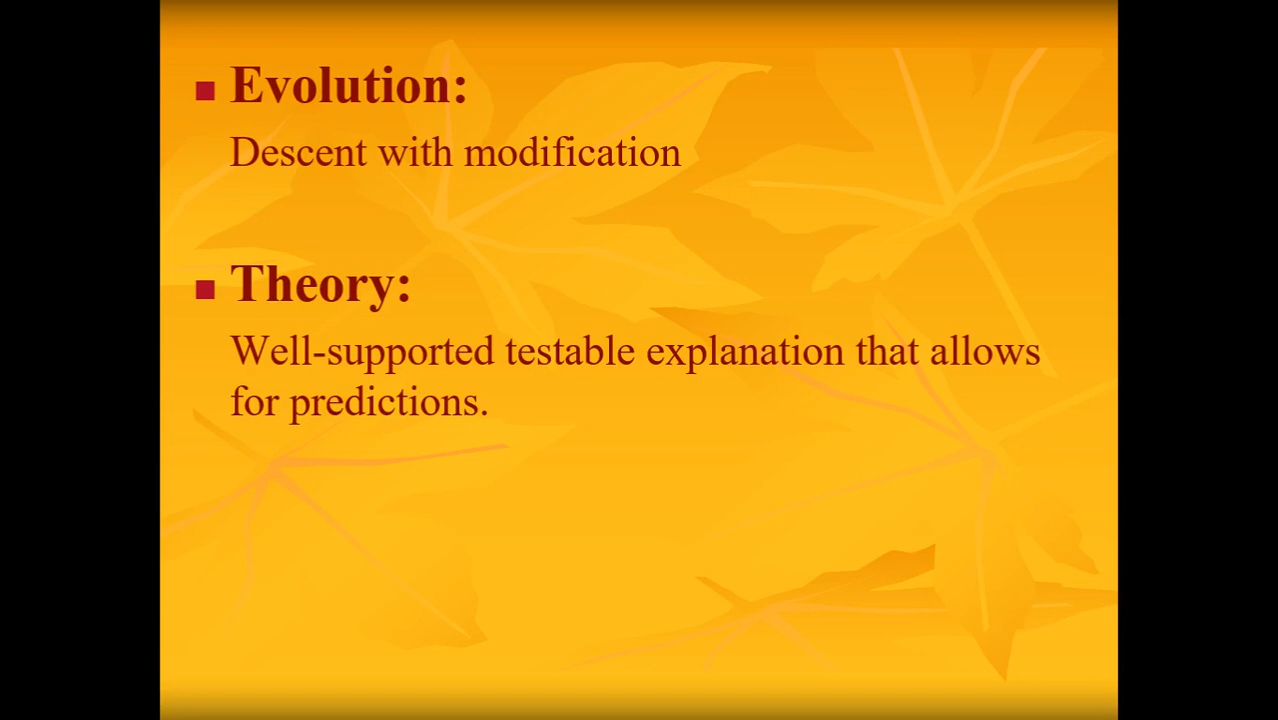 Evolution:
Descent with modification
Theory:
Well-supported testable explanation that allows
for predictions.